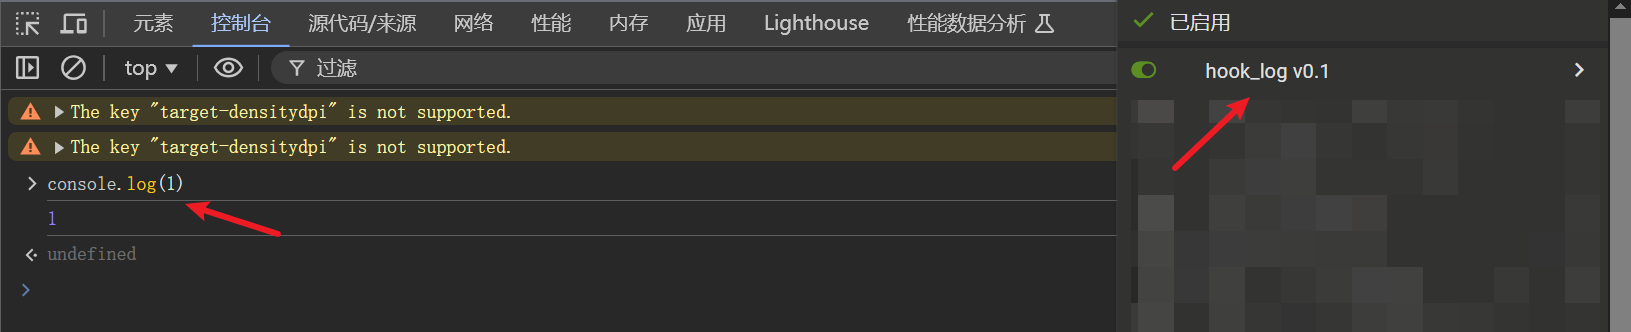 元素 控制台 源代码/来源 网络 性能 内存 应用 Lighthouse 性能数据分析
top 过滤
The key "target-densitydpi" is not supported.
The key "target-densitydpi" is not supported.
console.log(1)
1
undefined
已启用
hook_log v0.1